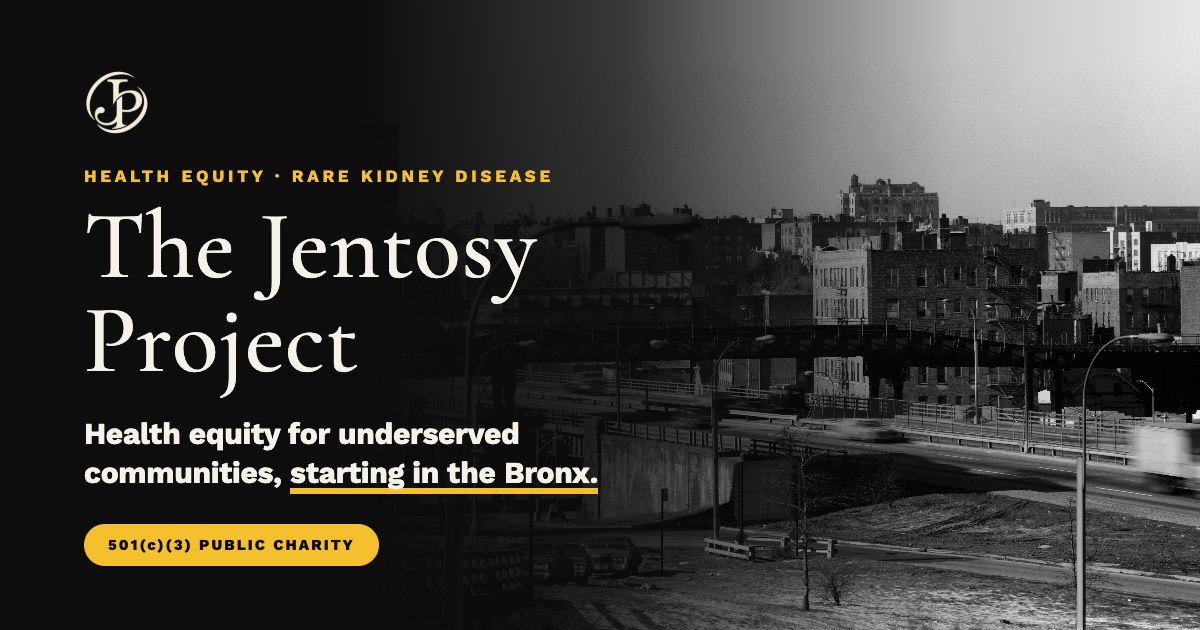 JP
HEALTH EQUITY · RARE KIDNEY DISEASE
The Jentosy
Project
Health equity for underserved
communities, starting in the Bronx.
501(c)(3) PUBLIC CHARITY